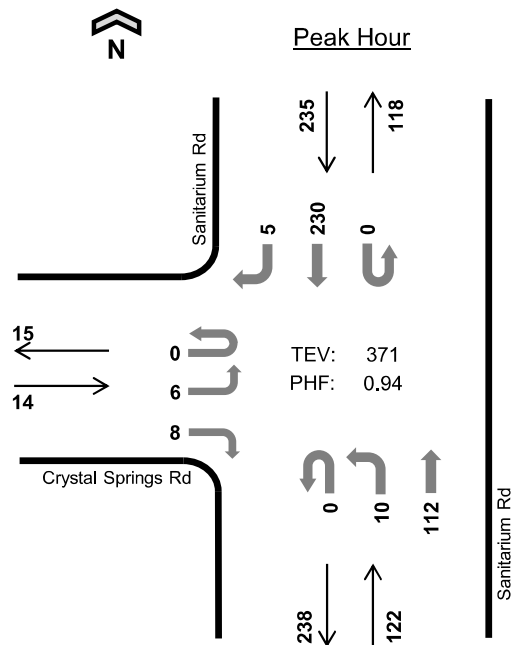 Peak Hour
N
235
118
Sanitarium Rd
5
230
0
15
0
TEV: 371
14
6
PHF: 0.94
8
Crystal Springs Rd
0
10
112
Sanitarium Rd
238
122